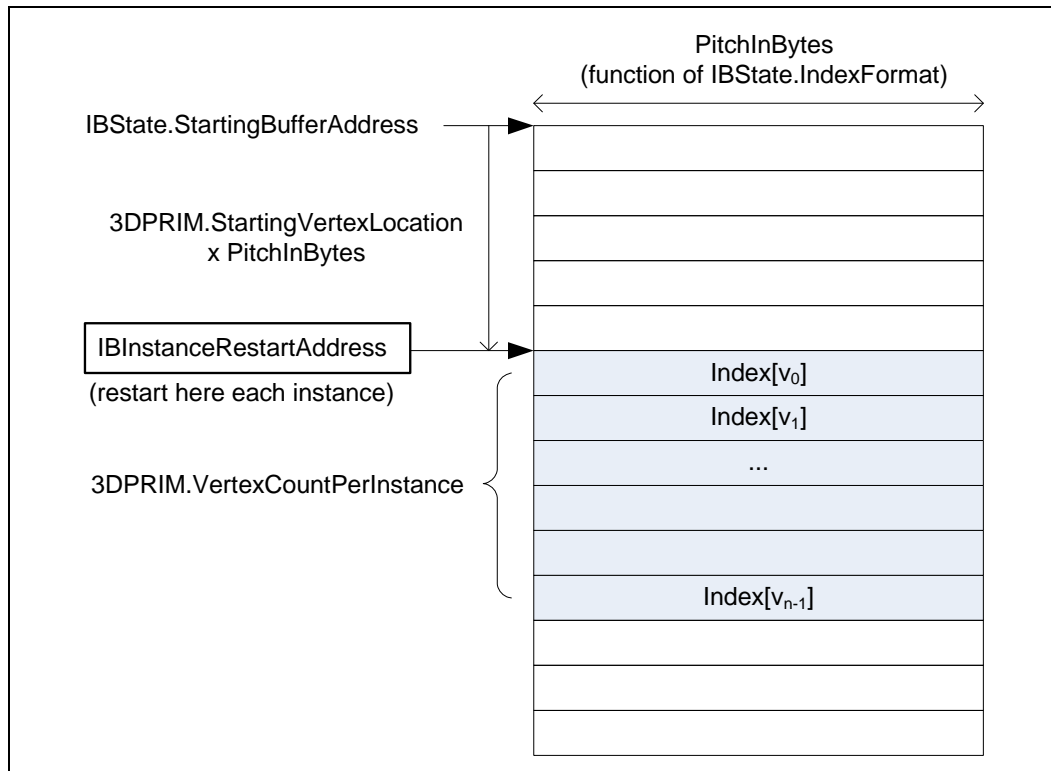 PitchInBytes
(function of IBState.IndexFormat)
IBState.StartingBufferAddress
3DPRIM.StartingVertexLocation
x PitchInBytes
IBInstanceRestartAddress
(restart here each instance)
Index[v0]
Index[v1]
...
3DPRIM.VertexCountPerInstance
Index[vn-1]